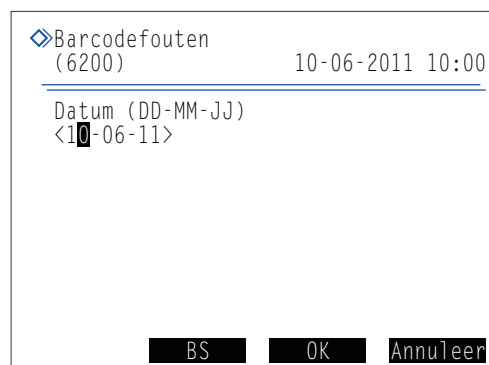 Barcodefouten
(6200) 10-06-2011 10:00
Datum (DD-MM-JJ)
<10-06-11>
BS OK Annuleer